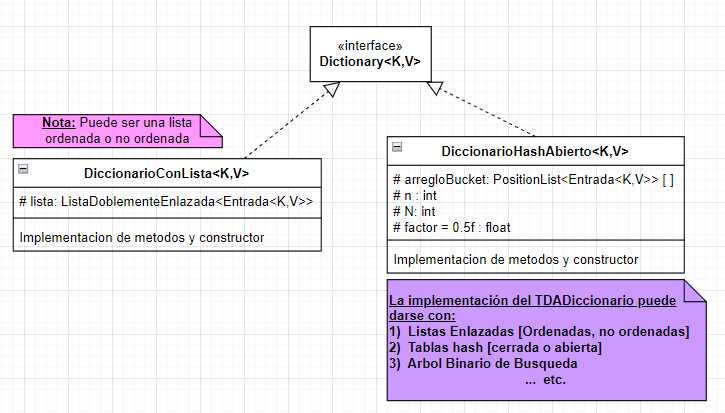 «interface»
Dictionary<K,V>
Nota: Puede ser una lista
ordenada o no ordenada
DiccionarioConLista<K,V>
# lista: ListaDoblementeEnlazada<Entrada<K,V>>
Implementacion de metodos y constructor
DiccionarioHashAbierto<K,V>
# arregloBucket: PositionList<Entrada<K,V>> [ ]
# n : int
# N: int
# factor = 0.5f : float
Implementacion de metodos y constructor
La implementación del TDADiccionario puede
darse con:
1) Listas Enlazadas [Ordenadas, no ordenadas]
2) Tablas hash [cerrada o abierta]
3) Arbol Binario de Busqueda
... etc.